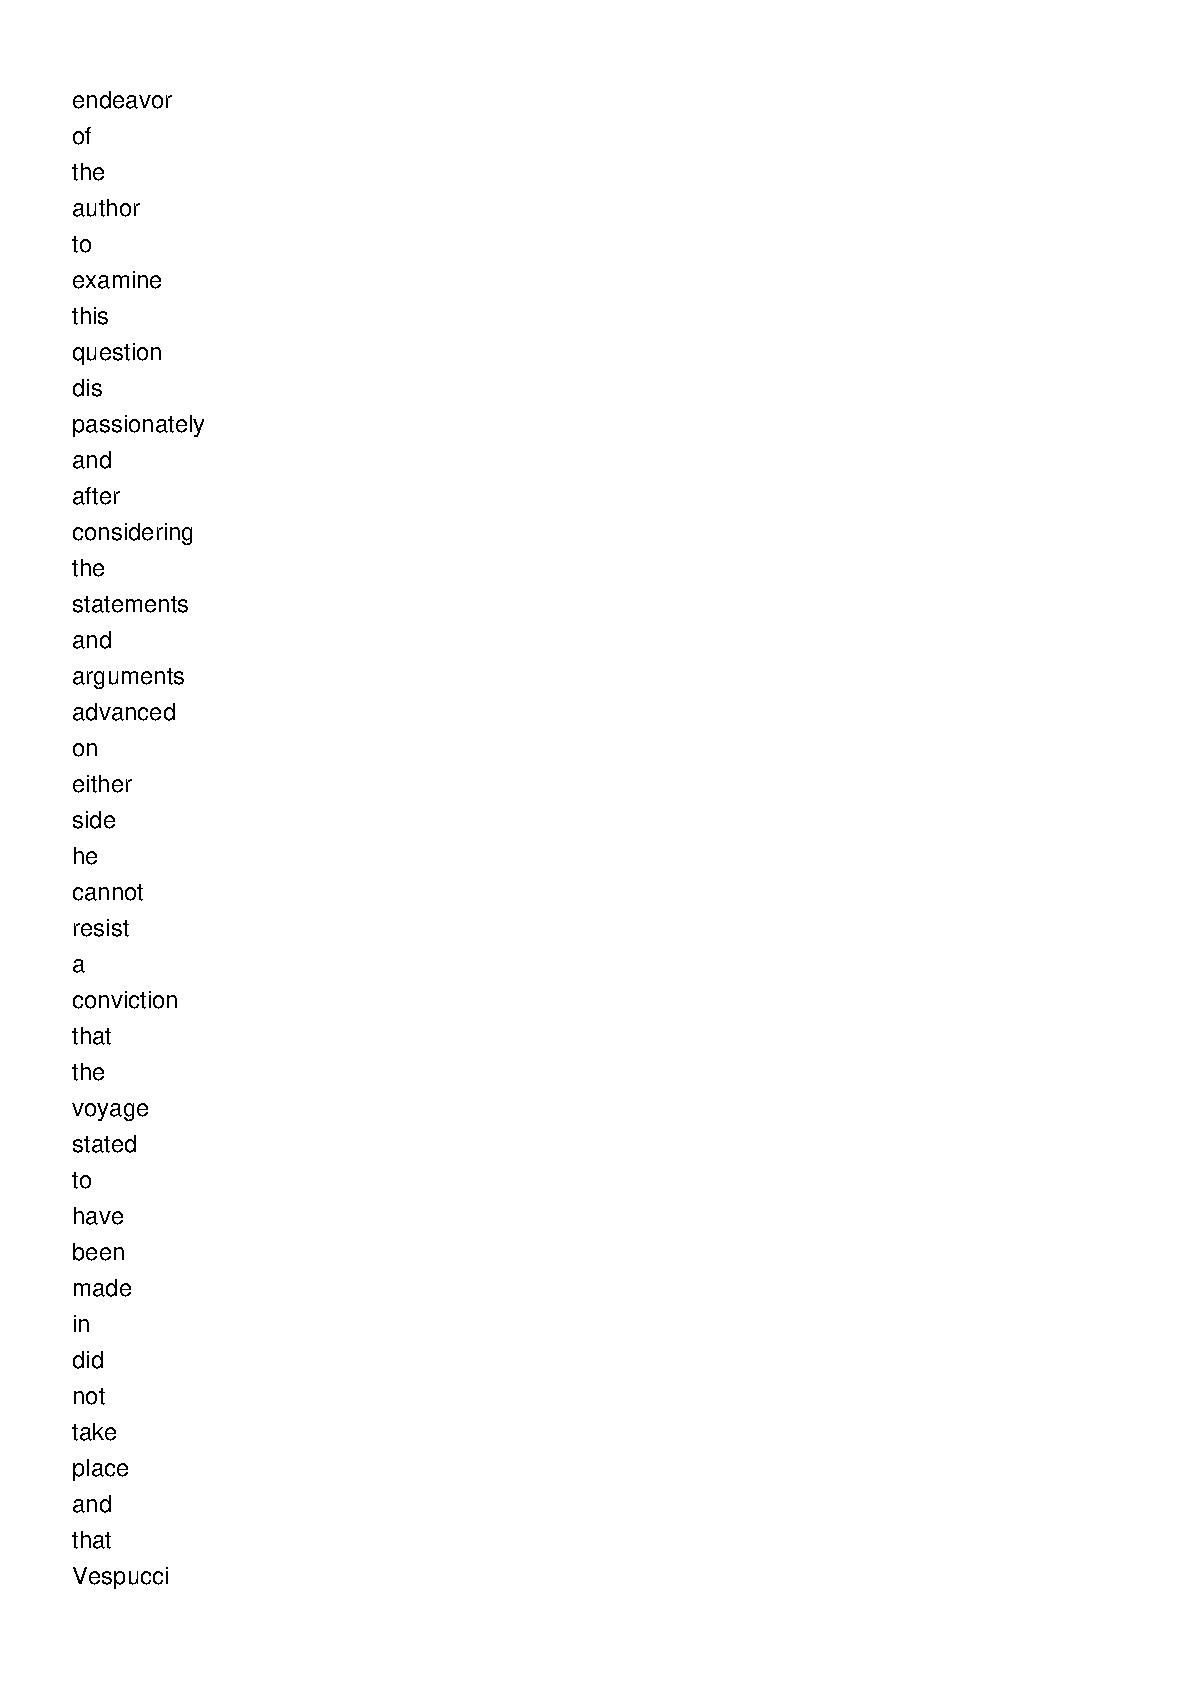 endeavor
of
the
author
to
examine
this
question
dis
passionately
and
after
considering
the
statements
and
arguments
advanced
on
either
side
he
cannot
resist
a
conviction
that
the
voyage
stated
to
have
been
made
in
did
not
take
place
and
that
Vespucci